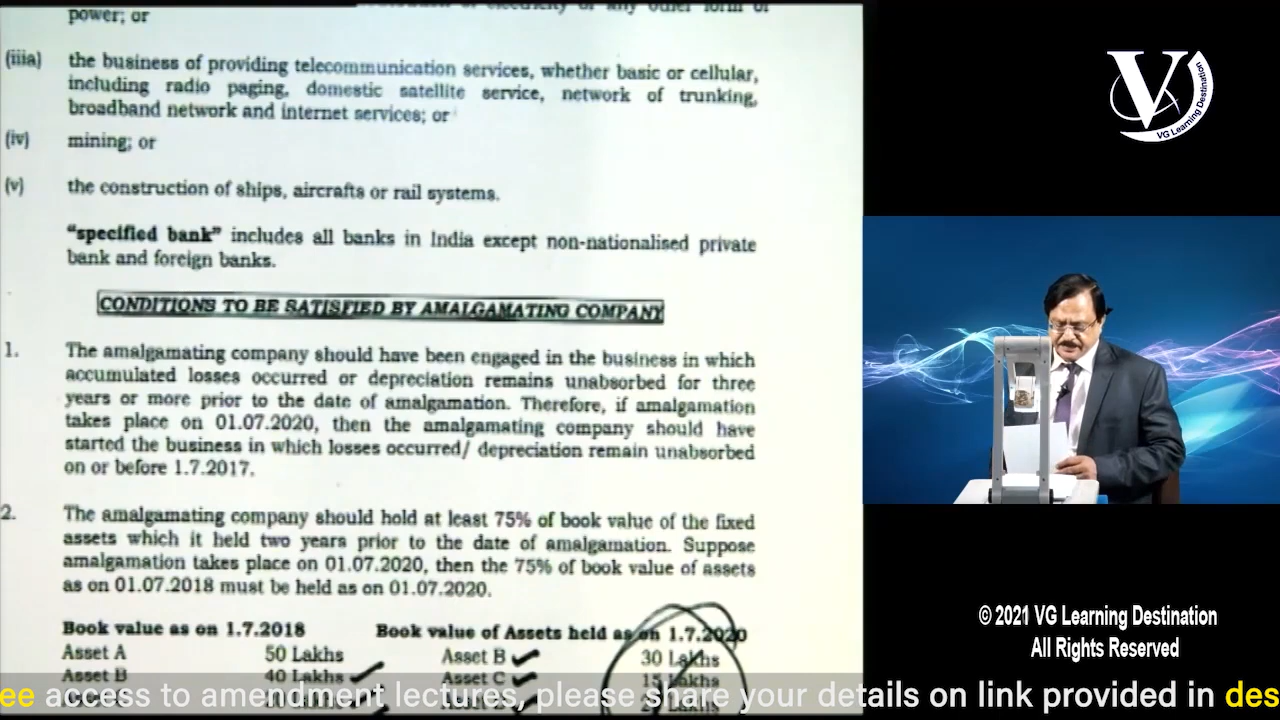 power; or
(iiia) the business of providing telecommunication services, whether basic or cellular,
including radio paging, domestic satellite service, network of trunking,
broadband network and internet services; or
(iv) mining; or
(v) the construction of ships, aircrafts or rail systems.
"specified bank" includes all banks in India except non-nationalised private
bank and foreign banks.
CONDITIONS TO BE SATISFIED BY AMALGAMATING COMPANY
1. The amalgamating company should have been engaged in the business in which
accumulated losses occurred or depreciation remains unabsorbed for three
years or more prior to the date of amalgamation. Therefore, if amalgamation
takes place on 01.07.2020, then the amalgamating company should have
started the business in which losses occurred/ depreciation remain unabsorbed
on or before 1.7.2017.
2. The amalgamating company should hold at least 75% of book value of the fixed
assets which it held two years prior to the date of amalgamation. Suppose
amalgamation takes place on 01.07.2020, then the 75% of book value of assets
as on 01.07.2018 must be held as on 01.07.2020.
Book value as on 1.7.2018 Book value of Assets held as on 1.7.2020
Asset A 50 Lakhs Asset B 30 Lakhs
Asset B 40 Lakhs Asset C 15 Lakhs
ee access to amendment lectures, please share your details on link provided in des
V
VG Learning Destination
© 2021 VG Learning Destination
All Rights Reserved